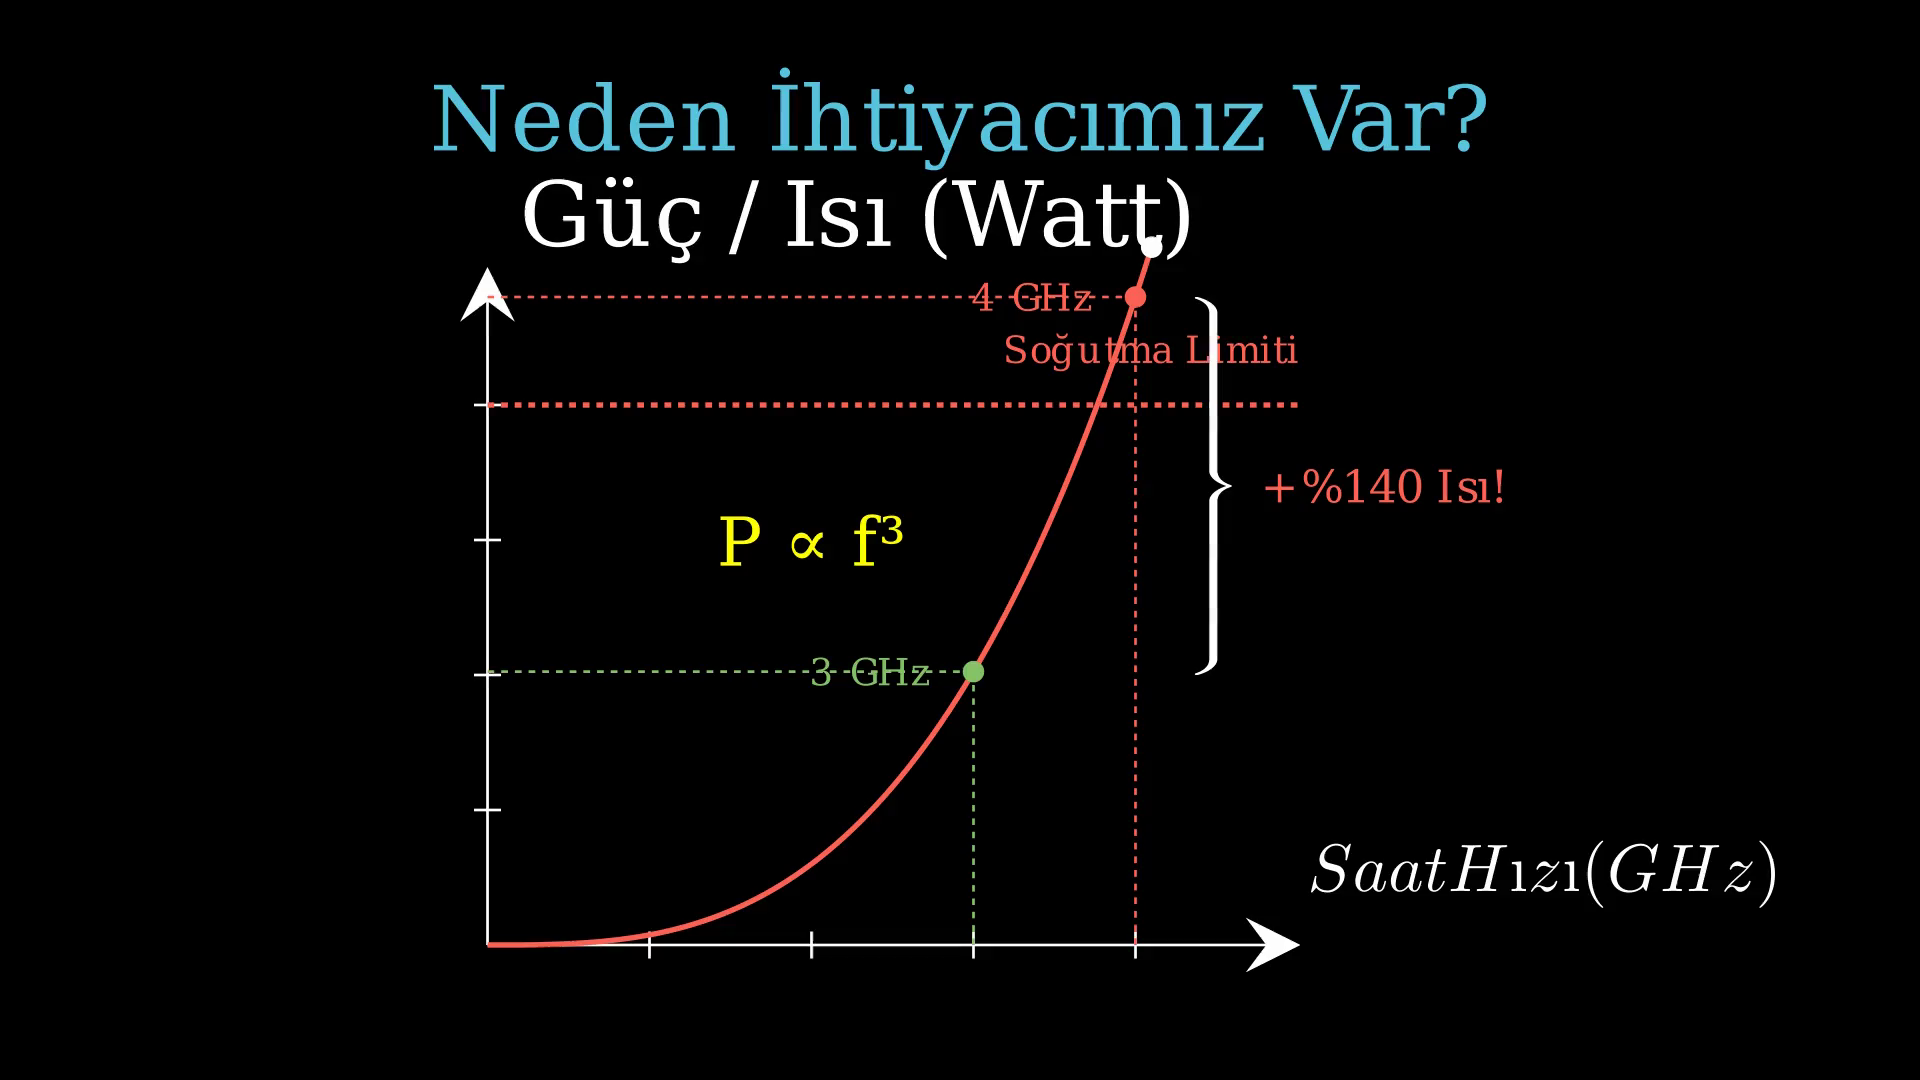 Neden İhtiyacımız Var?
Güç / Isı (Watt)
4 GHz
Soğutma Limiti
+%140 Isı!
P ∝ f³
3 GHz
SaatHızı(GHz)